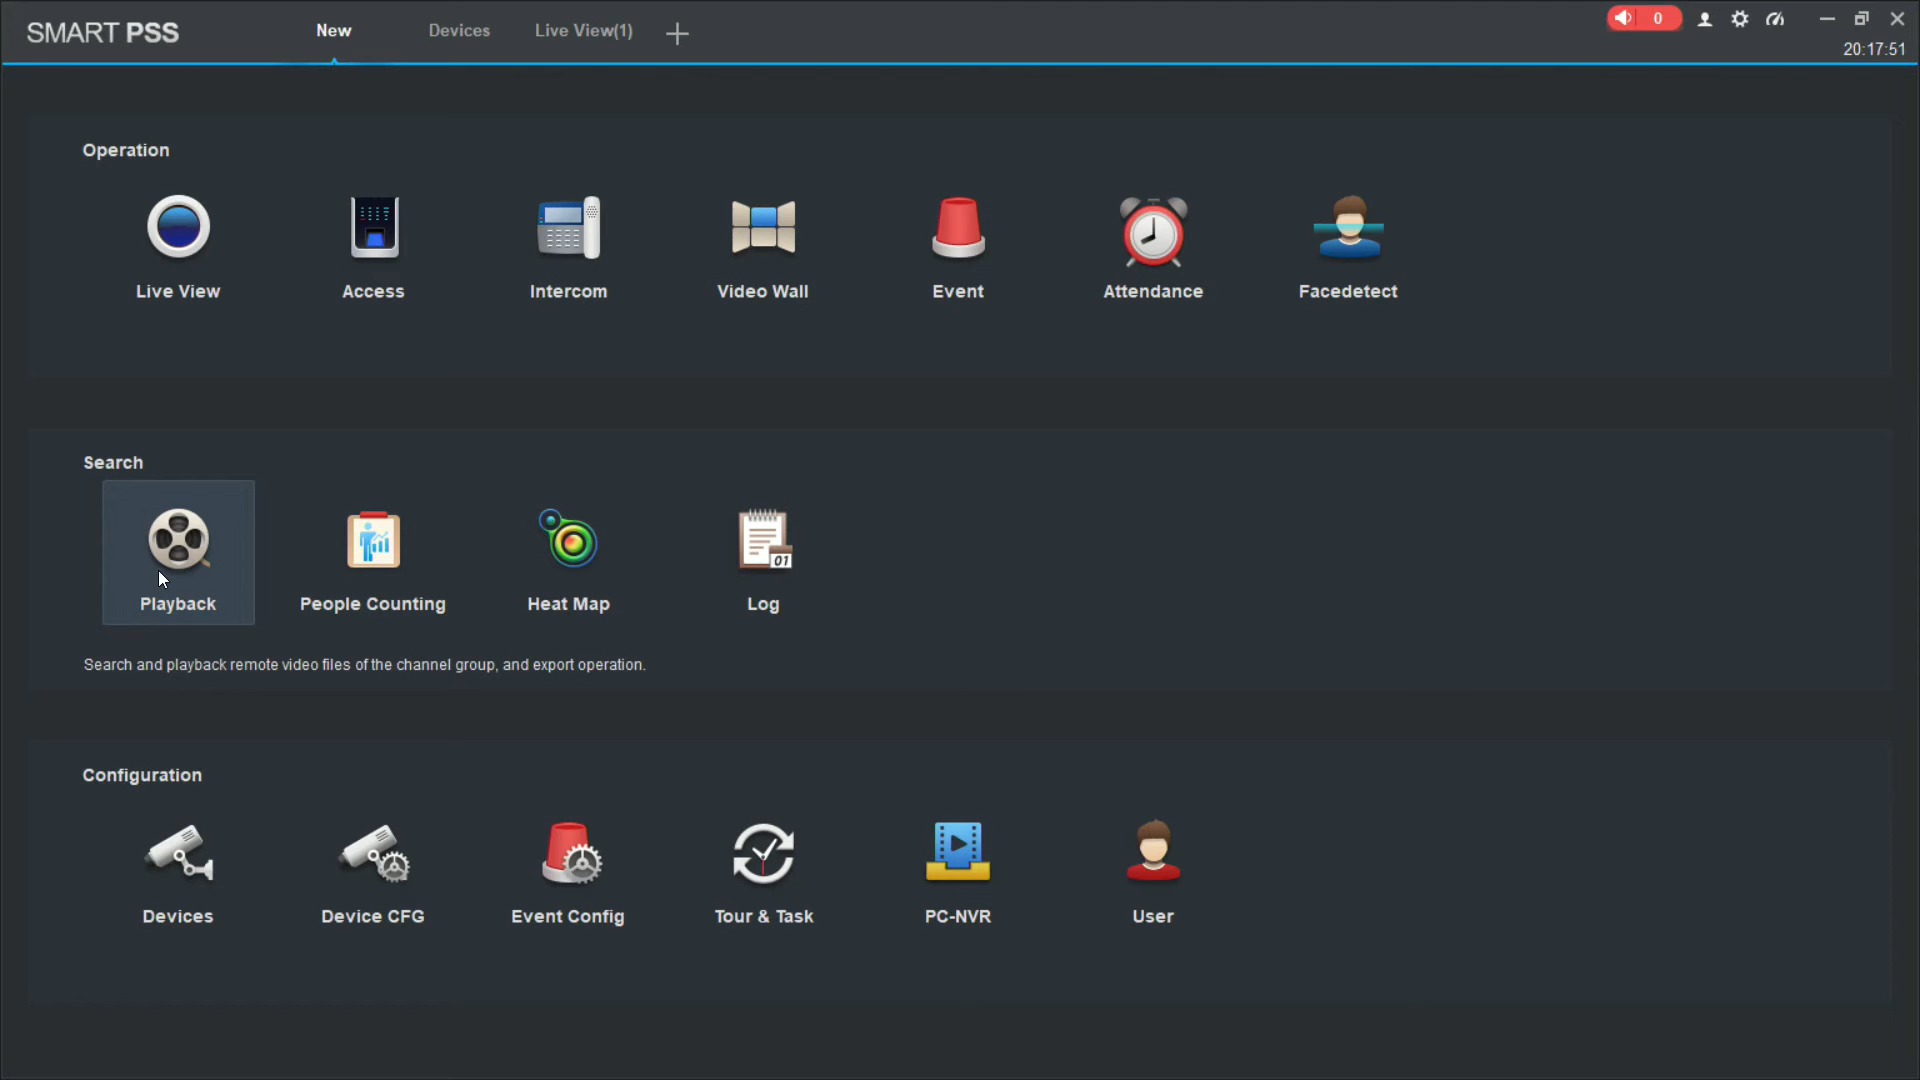 SMART PSS
New
Devices
Live View(1)
0
20:17:51
Operation
Live View
Access
Intercom
Video Wall
Event
Attendance
Facedetect
Search
01
Playback
People Counting
Heat Map
Log
Search and playback remote video files of the channel group, and export operation.
Configuration
Devices
Device CFG
Event Config
Tour & Task
PC-NVR
User